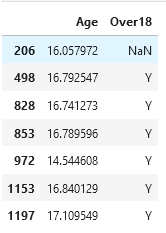 Age Over18
206 16.057972 NaN
498 16.792547 Y
828 16.741273 Y
853 16.789596 Y
972 14.544608 Y
1153 16.840129 Y
1197 17.109549 Y